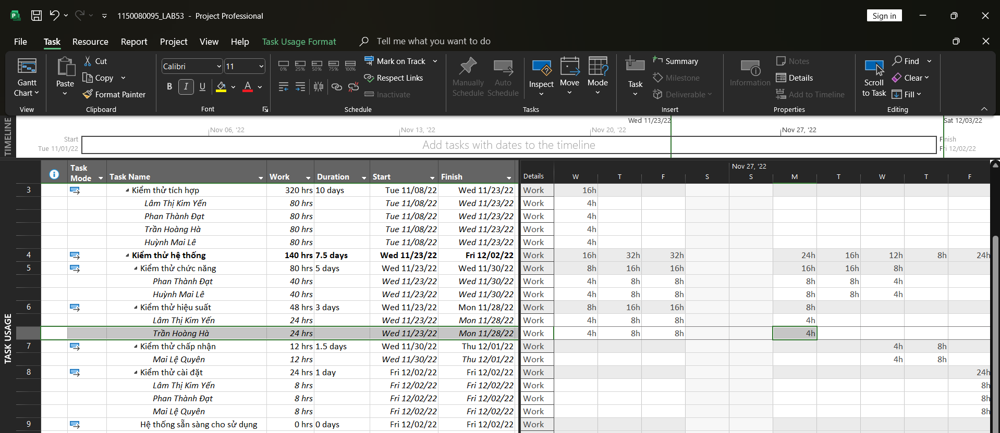 1150080095_LAB53 - Project Professional
Sign in
File Task Resource Report Project View Help Task Usage Format Tell me what you want to do
Gantt Chart
View
Paste
Cut
Copy
Format Painter
Clipboard
Calibri 11
B I U A
Font
0% 25% 50% 75% 100%
Mark on Track
Respect Links
Inactivate
Schedule
Manually Schedule
Auto Schedule
Inspect
Move
Mode
Tasks
Task
Summary
Milestone
Deliverable
Insert
Information
Notes
Details
Add to Timeline
Properties
Scroll to Task
Find
Clear
Fill
Editing
TIMELINE
Wed 11/23/22 Sat 12/03/22
Nov 06, '22 Nov 13, '22 Nov 20, '22 Nov 27, '22
Start
Tue 11/01/22
Add tasks with dates to the timeline
Finish
Fri 12/02/22
TASK USAGE
Nov 27, '22
Task Mode Task Name Work Duration Start Finish Details W T F S S M T W T F
3 Kiểm thử tích hợp 320 hrs 10 days Tue 11/08/22 Wed 11/23/22 Work 16h
Lâm Thị Kim Yến 80 hrs Tue 11/08/22 Wed 11/23/22 Work 4h
Phan Thành Đạt 80 hrs Tue 11/08/22 Wed 11/23/22 Work 4h
Trần Hoàng Hà 80 hrs Tue 11/08/22 Wed 11/23/22 Work 4h
Huỳnh Mai Lê 80 hrs Tue 11/08/22 Wed 11/23/22 Work 4h
4 Kiểm thử hệ thống 140 hrs 7.5 days Wed 11/23/22 Fri 12/02/22 Work 16h 32h 32h 24h 16h 12h 8h 24h
5 Kiểm thử chức năng 80 hrs 5 days Wed 11/23/22 Wed 11/30/22 Work 8h 16h 16h 16h 16h 8h
Phan Thành Đạt 40 hrs Wed 11/23/22 Wed 11/30/22 Work 4h 8h 8h 8h 8h 4h
Huỳnh Mai Lê 40 hrs Wed 11/23/22 Wed 11/30/22 Work 4h 8h 8h 8h 8h 4h
6 Kiểm thử hiệu suất 48 hrs 3 days Wed 11/23/22 Mon 11/28/22 Work 8h 16h 16h 8h
Lâm Thị Kim Yến 24 hrs Wed 11/23/22 Mon 11/28/22 Work 4h 8h 8h 4h
Trần Hoàng Hà 24 hrs Wed 11/23/22 Mon 11/28/22 Work 4h 8h 8h 4h
7 Kiểm thử chấp nhận 12 hrs 1.5 days Wed 11/30/22 Thu 12/01/22 Work 4h 8h
Mai Lệ Quyên 12 hrs Wed 11/30/22 Thu 12/01/22 Work 4h 8h
8 Kiểm thử cài đặt 24 hrs 1 day Fri 12/02/22 Fri 12/02/22 Work 24h
Lâm Thị Kim Yến 8 hrs Fri 12/02/22 Fri 12/02/22 Work 8h
Phan Thành Đạt 8 hrs Fri 12/02/22 Fri 12/02/22 Work 8h
Mai Lệ Quyên 8 hrs Fri 12/02/22 Fri 12/02/22 Work 8h
9 Hệ thống sẵn sàng cho sử dụng 0 hrs 0 days Fri 12/02/22 Fri 12/02/22 Work